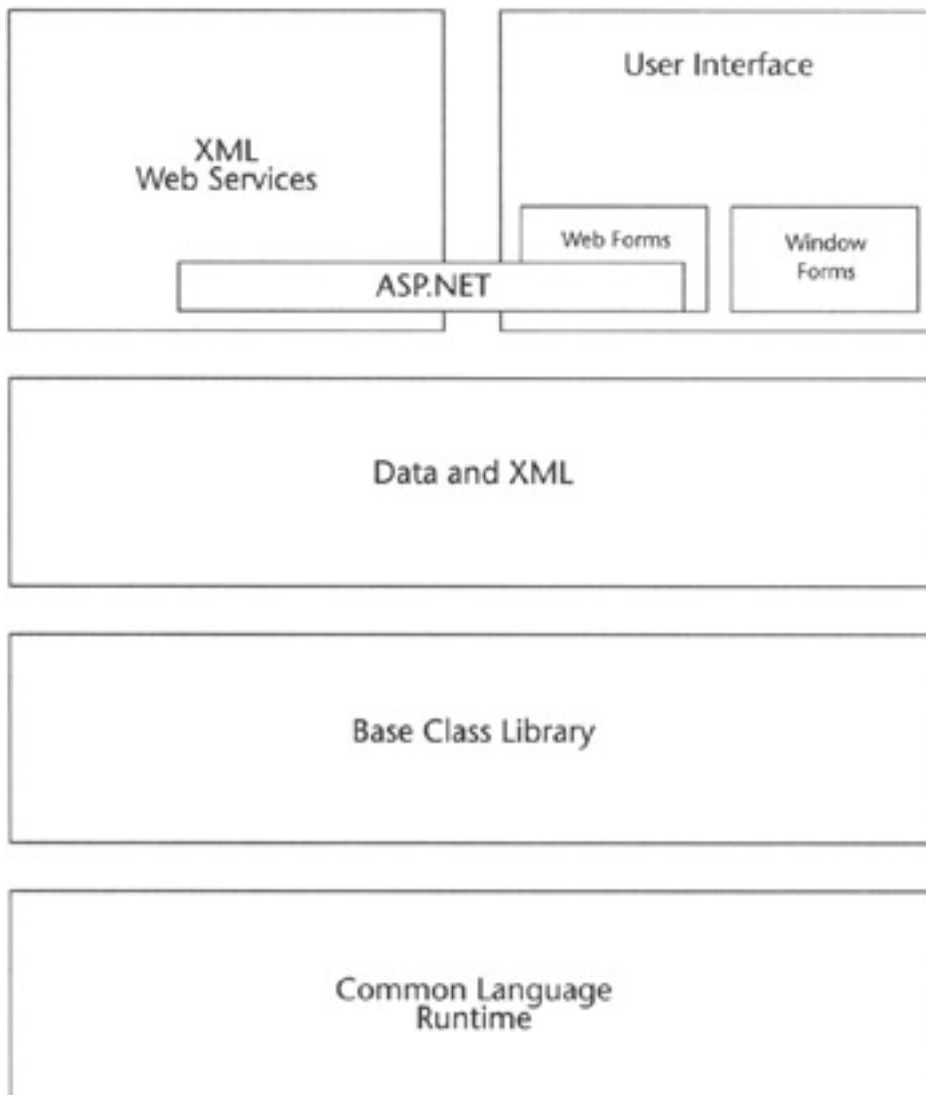 XML
Web Services
User Interface
Web Forms
Window
Forms
ASP.NET
Data and XML
Base Class Library
Common Language
Runtime